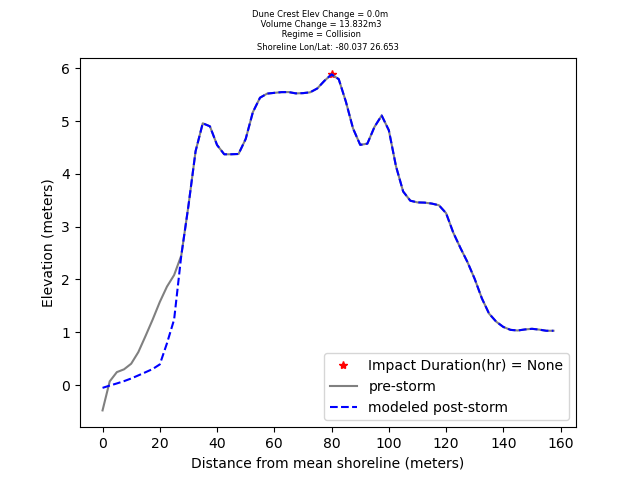 Dune Crest Elev Change = 0.0m
Volume Change = 13.832m3
Regime = Collision
Shoreline Lon/Lat: -80.037 26.653
6
5
4
3
2
1
0
Elevation (meters)
Impact Duration(hr) = None
pre-storm
modeled post-storm
0 20 40 60 80 100 120 140 160
Distance from mean shoreline (meters)